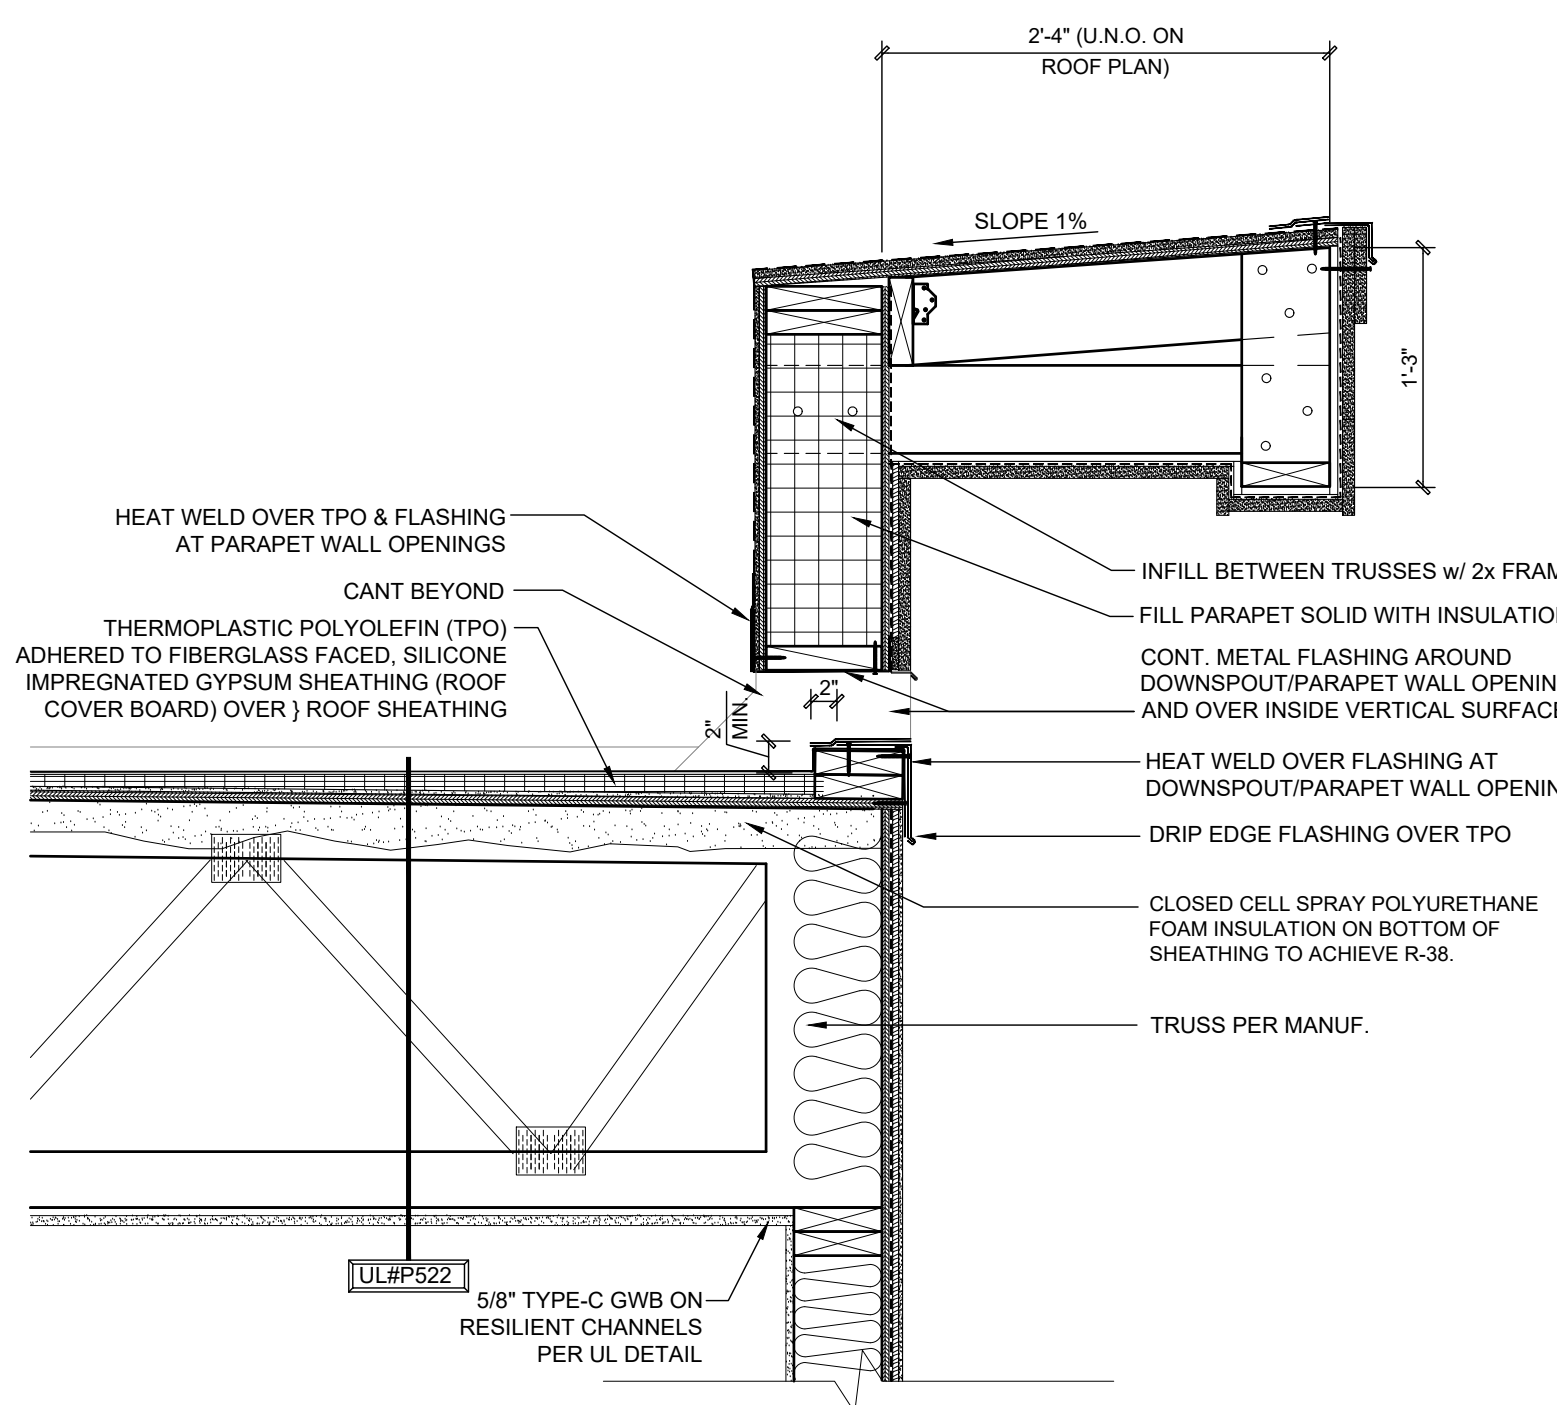 2'-4" (U.N.O. ON
ROOF PLAN)
SLOPE 1%
1'-3"
HEAT WELD OVER TPO & FLASHING
AT PARAPET WALL OPENINGS
CANT BEYOND
THERMOPLASTIC POLYOLEFIN (TPO)
ADHERED TO FIBERGLASS FACED, SILICONE
IMPREGNATED GYPSUM SHEATHING (ROOF
COVER BOARD) OVER } ROOF SHEATHING
INFILL BETWEEN TRUSSES w/ 2x FRAM
FILL PARAPET SOLID WITH INSULATIO
CONT. METAL FLASHING AROUND
DOWNSPOUT/PARAPET WALL OPENIN
AND OVER INSIDE VERTICAL SURFACE
2"
2"
MIN.
HEAT WELD OVER FLASHING AT
DOWNSPOUT/PARAPET WALL OPENIN
DRIP EDGE FLASHING OVER TPO
CLOSED CELL SPRAY POLYURETHANE
FOAM INSULATION ON BOTTOM OF
SHEATHING TO ACHIEVE R-38.
TRUSS PER MANUF.
UL#P522
5/8" TYPE-C GWB ON
RESILIENT CHANNELS
PER UL DETAIL